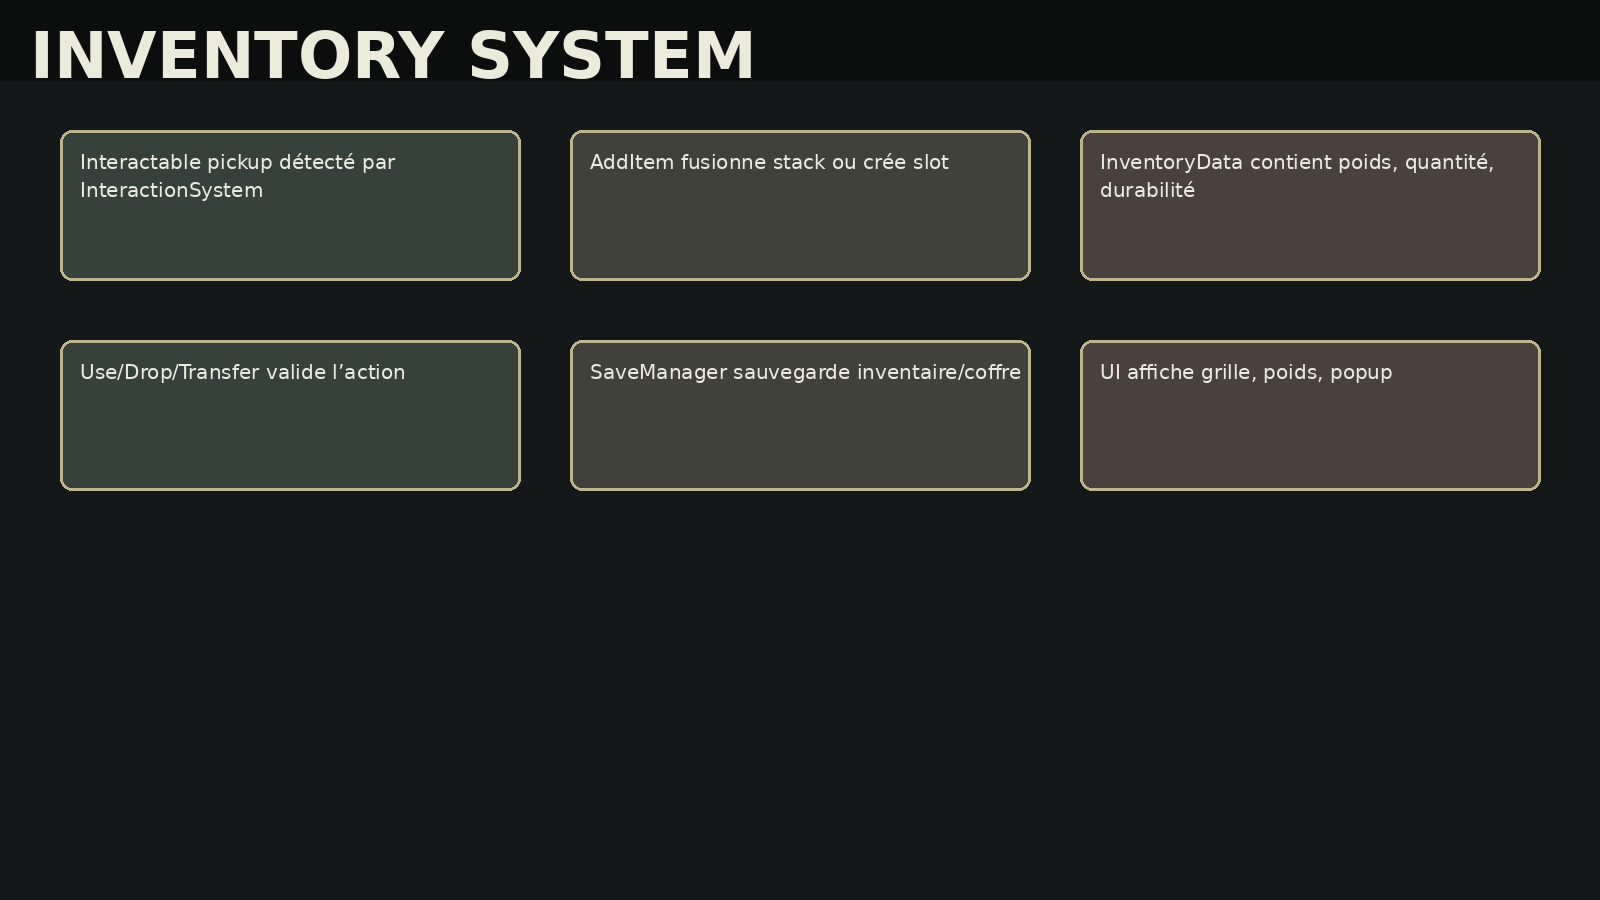 INVENTORY SYSTEM
Interactable pickup détecté par
InteractionSystem
AddItem fusionne stack ou crée slot
InventoryData contient poids, quantité,
durabilité
Use/Drop/Transfer valide l’action
SaveManager sauvegarde inventaire/coffre
UI affiche grille, poids, popup